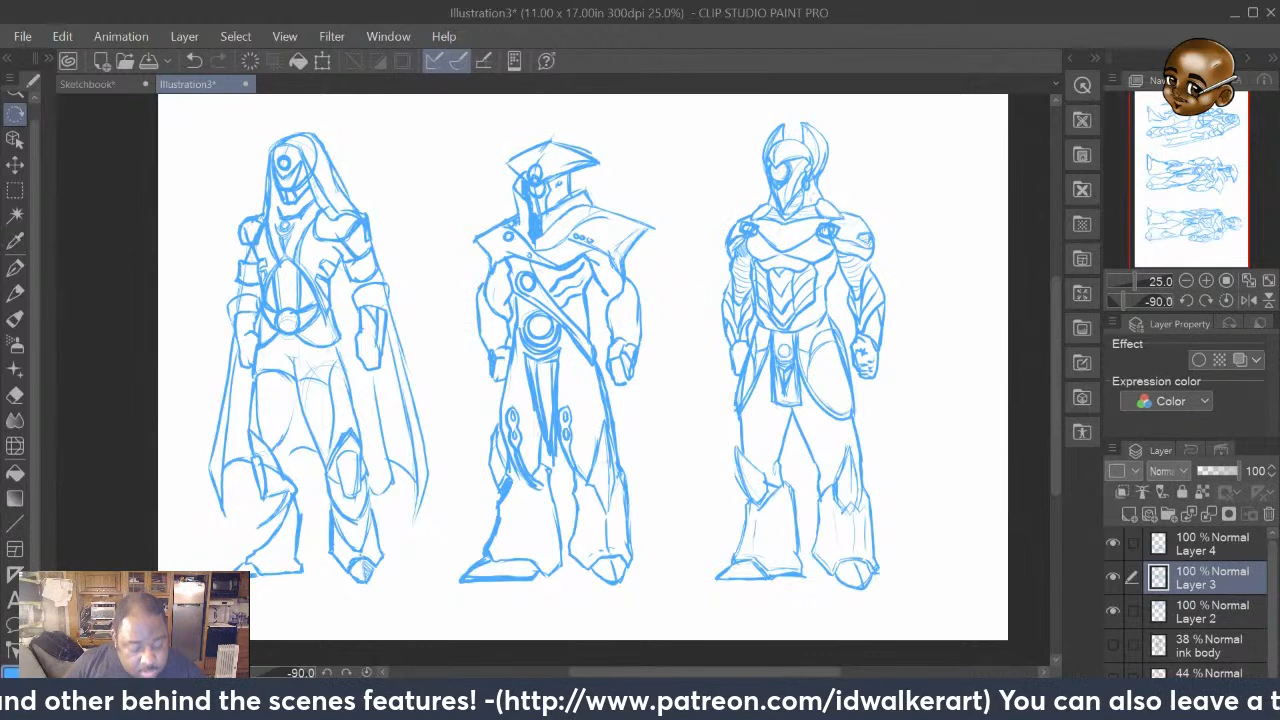 Illustration3* (11.00 x 17.00in 300dpi 25.0%) - CLIP STUDIO PAINT PRO
File Edit Animation Layer Select View Filter Window Help
Sketchbook* Illustration3*
25.0
-90.0
Layer Property
Effect
Expression color
Color
Layer
Norm 100
100 % Normal
Layer 4
100 % Normal
Layer 3
100 % Normal
Layer 2
38 % Normal
ink body
44 % Normal
-90.0
and other behind the scenes features! -(http://www.patreon.com/idwalkerart) You can also leave a t